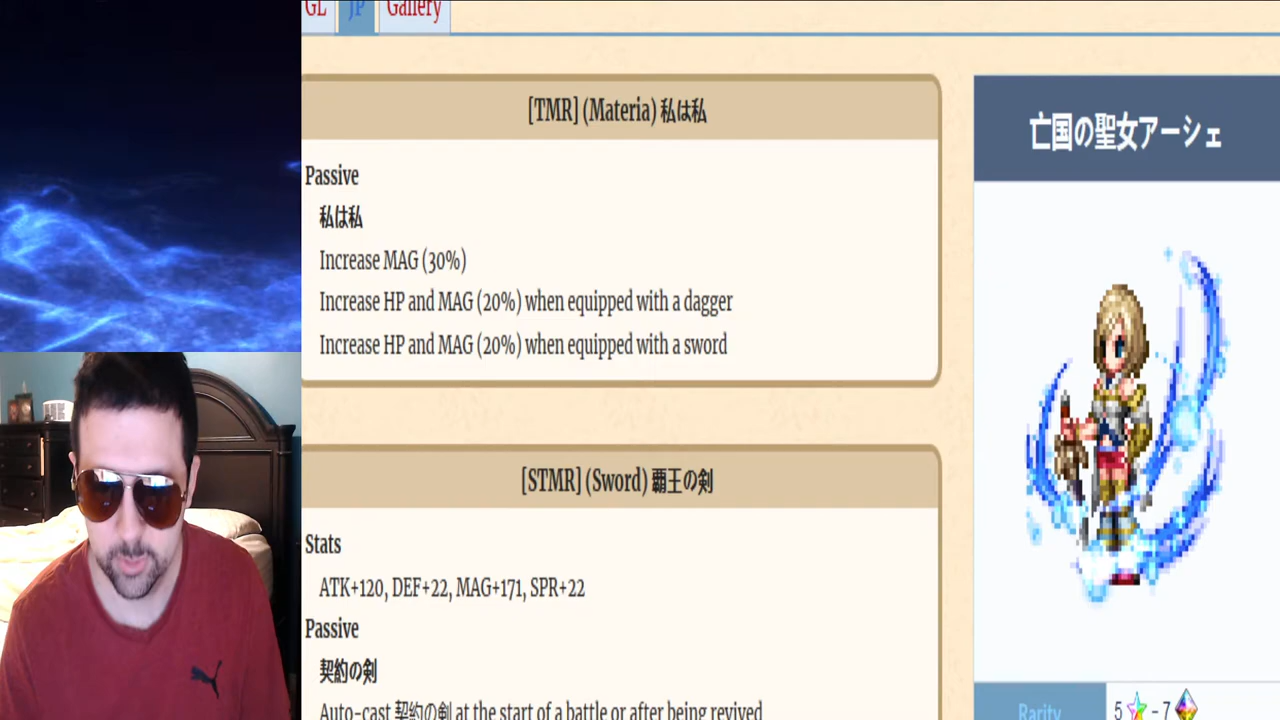 GL JP Gallery
[TMR] (Materia) 私は私
Passive
私は私
Increase MAG (30%)
Increase HP and MAG (20%) when equipped with a dagger
Increase HP and MAG (20%) when equipped with a sword
[STMR] (Sword) 覇王の剣
Stats
ATK+120, DEF+22, MAG+171, SPR+22
Passive
契約の剣
Auto-cast 契約の剣 at the start of a battle or after being revived
亡国の聖女アーシェ
Rarity 5 - 7